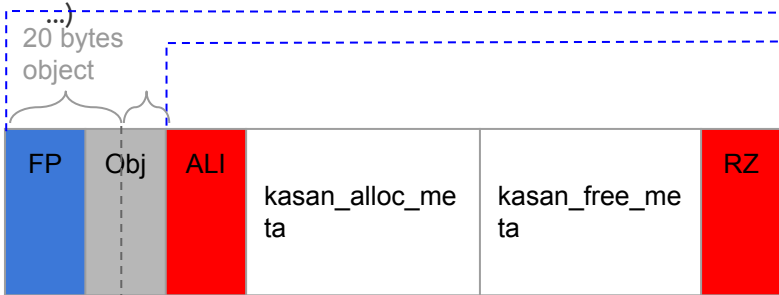 ...)
20 bytes
object
FP
Obj
ALI
kasan_alloc_me
ta
kasan_free_me
ta
RZ